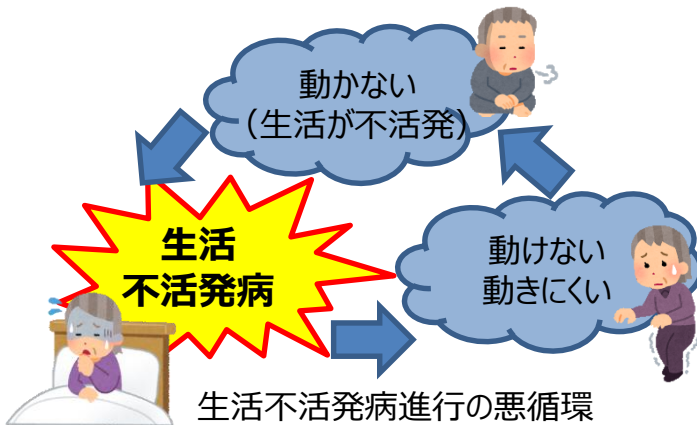 動かない
（生活が不活発）
生活
不活発病
動けない
動きにくい
生活不活発病進行の悪循環